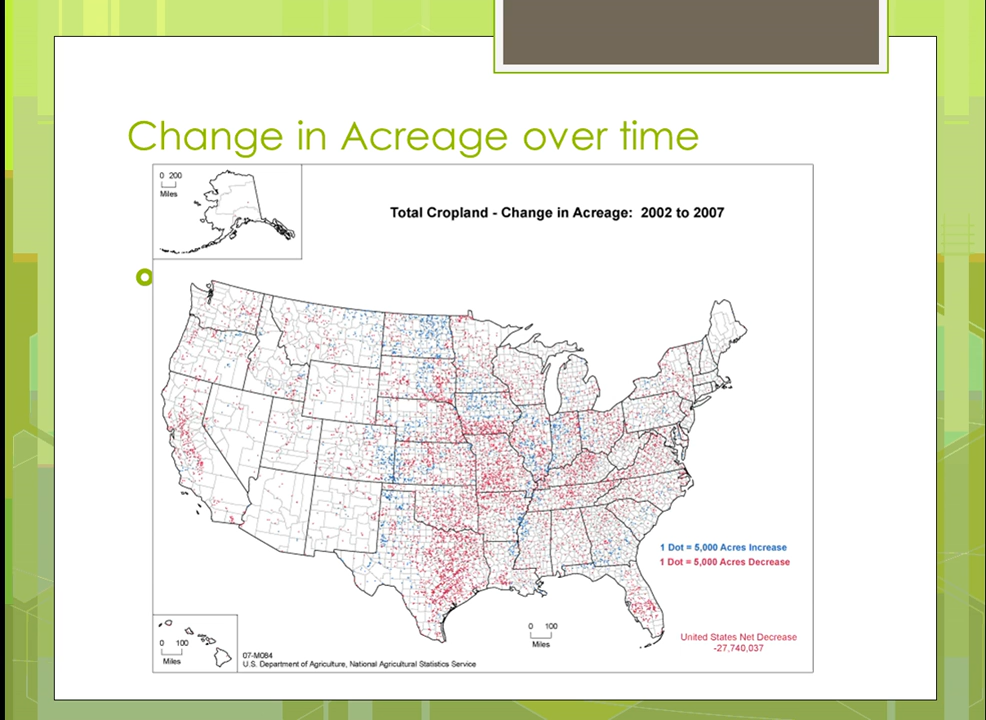 Change in Acreage over time
0 200
Miles
Total Cropland - Change in Acreage: 2002 to 2007
1 Dot = 5,000 Acres Increase
1 Dot = 5,000 Acres Decrease
0 100
Miles
United States Net Decrease
-27,740,037
0 100
Miles
07-M084
U.S. Department of Agriculture, National Agricultural Statistics Service